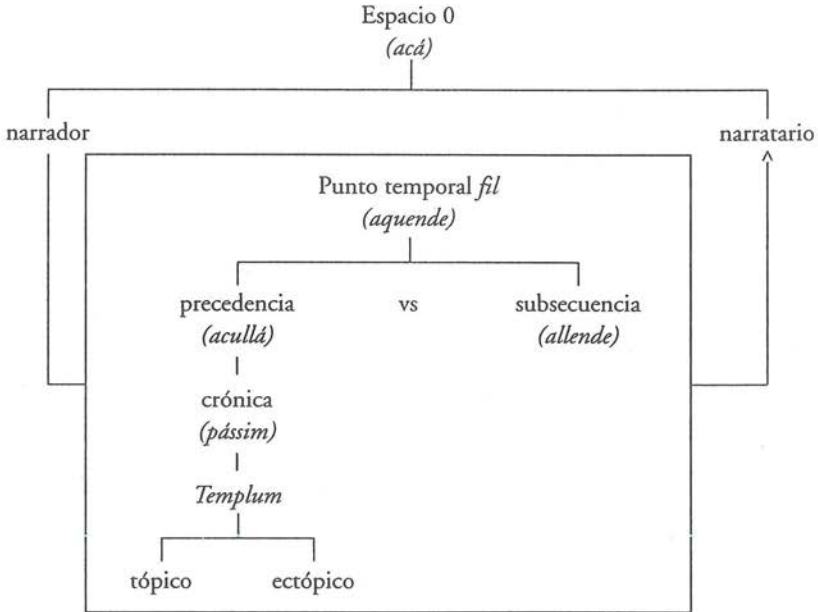 Espacio 0
(acá)
narrador
narratario
Punto temporal fil
(aquende)
precedencia vs subsecuencia
(acullá) (allende)
crónica
(pássim)
Templum
tópico ectópico